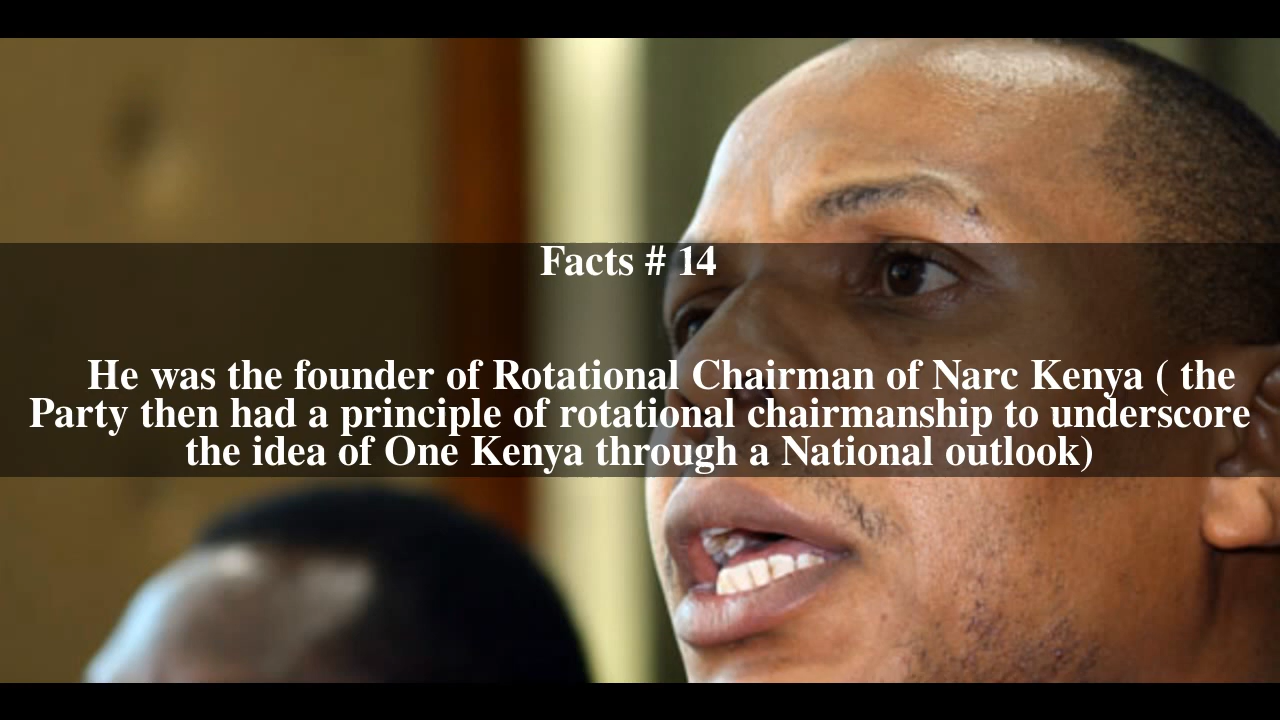 Facts # 14
He was the founder of Rotational Chairman of Narc Kenya ( the
Party then had a principle of rotational chairmanship to underscore
the idea of One Kenya through a National outlook)